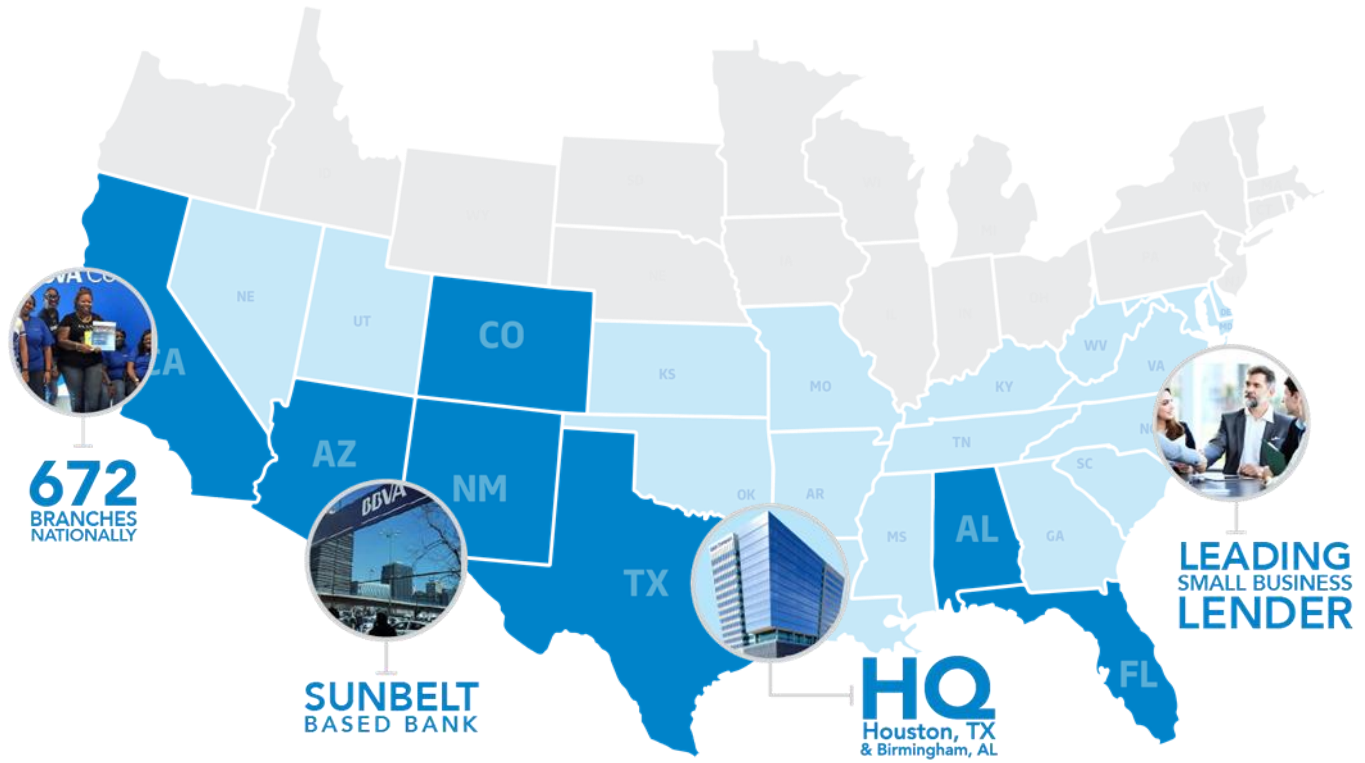 NE
UT
CO
CA
KS
MO
WV
VA
KY
TN
NC
SC
AZ
NM
OK
AR
TX
MS
AL
GA
FL
BBVA
672
BRANCHES
NATIONALLY
SUNBELT
BASED BANK
HQ
Houston, TX
& Birmingham, AL
LEADING
SMALL BUSINESS
LENDER